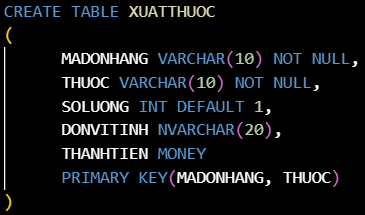 CREATE TABLE XUATTHUOC
(
MADONHANG VARCHAR(10) NOT NULL,
THUOC VARCHAR(10) NOT NULL,
SOLUONG INT DEFAULT 1,
DONVITINH NVARCHAR(20),
THANHTIEN MONEY
PRIMARY KEY(MADONHANG, THUOC)
)